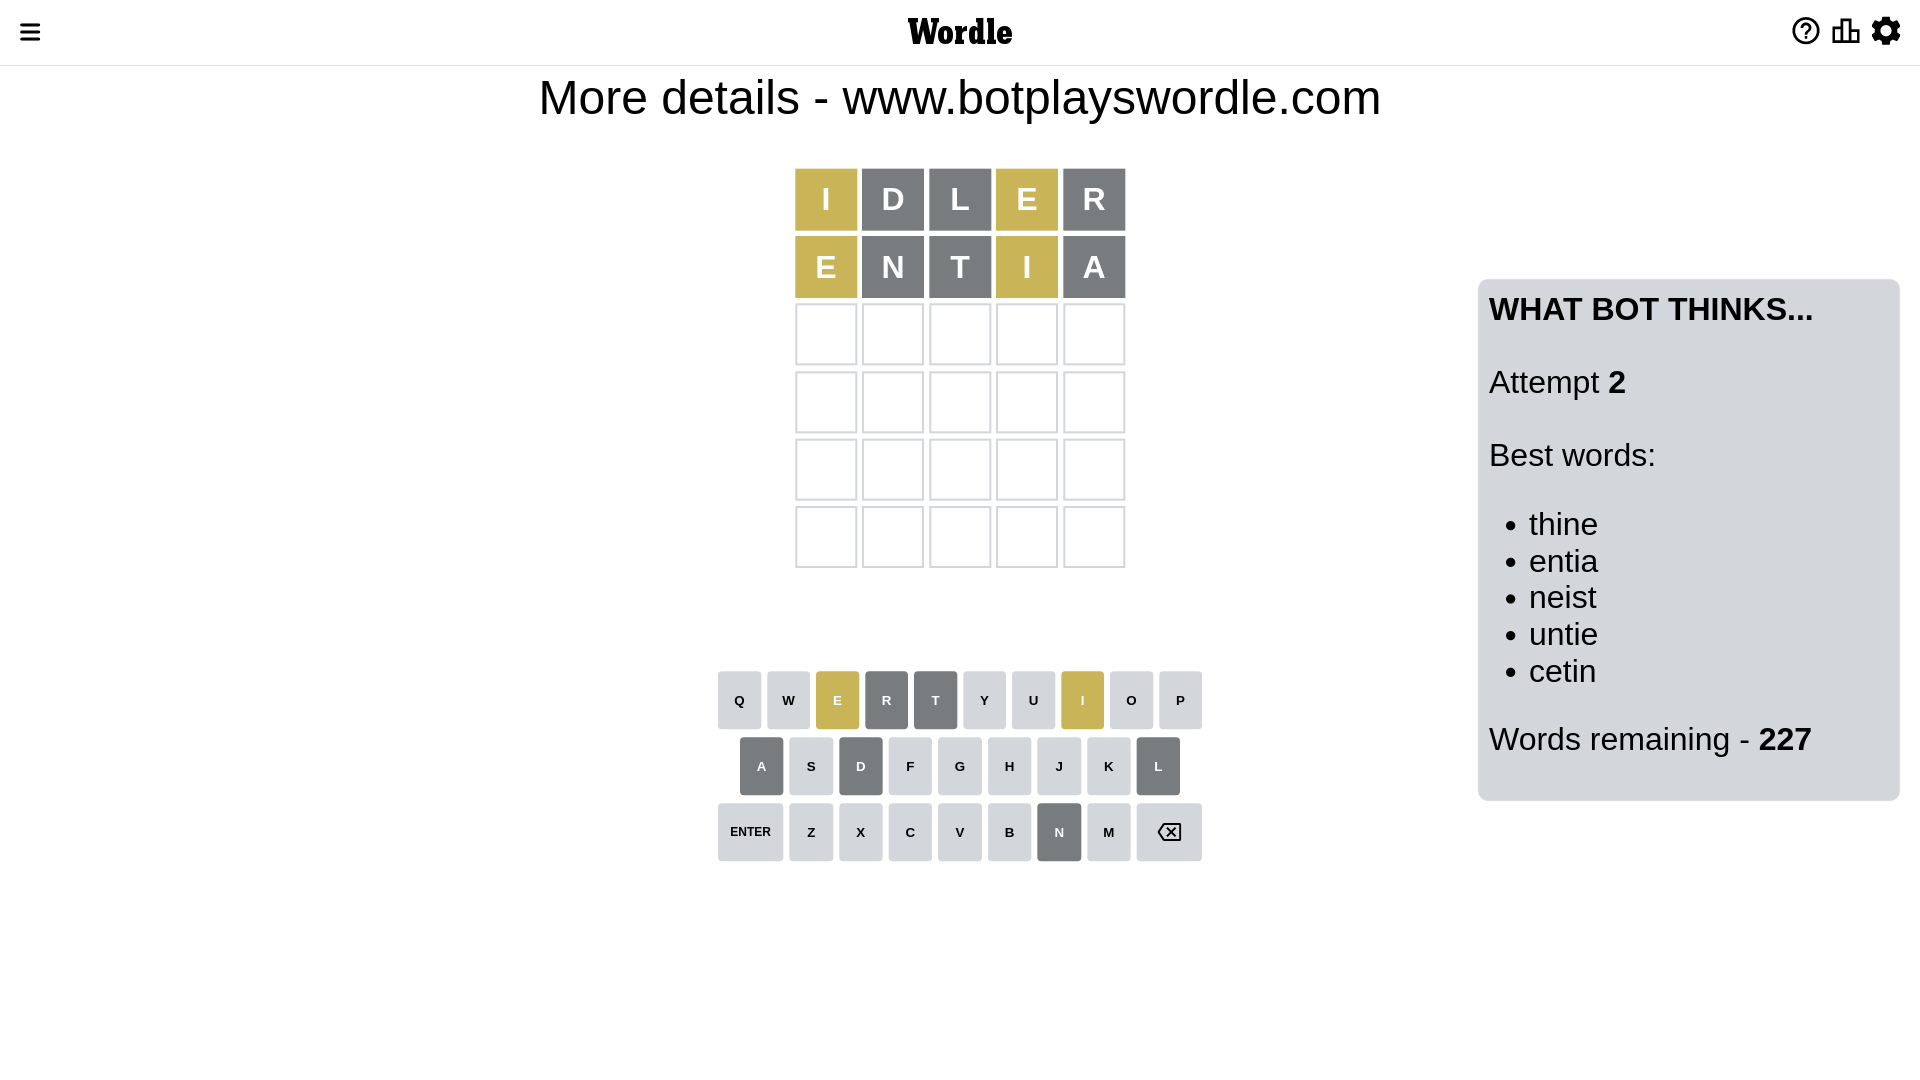 Wordle
More details - www.botplayswordle.com
I D L E R
E N T I A
WHAT BOT THINKS...
Attempt 2
Best words:
• thine
• entia
• neist
• untie
• cetin
Words remaining - 227
Q W E R T Y U I O P
A S D F G H J K L
ENTER Z X C V B N M